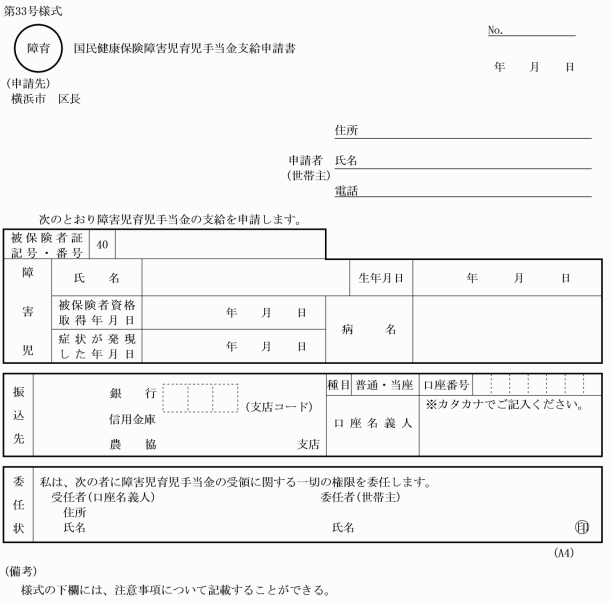 第33号様式
障育 国民健康保険障害児育児手当金支給申請書
No.
年 月 日
(申請先)
横浜市 区長
住所
申請者 氏名
(世帯主)
電話
次のとおり障害児育児手当金の支給を申請します。
被保険者証
記号・番号 40
障害児
氏 名 生年月日 年 月 日
被保険者資格
取得年月日 年 月 日
病 名
症状が発現
した年月日 年 月 日
振込先
銀 行 (支店コード)
信用金庫
農 協 支店
種目 普通・当座 口座番号
※カタカナでご記入ください。
口座名義人
委任状
私は、次の者に障害児育児手当金の受領に関する一切の権限を委任します。
受任者(口座名義人) 委任者(世帯主)
住所
氏名 氏名 ㊞
(A4)
(備考)
様式の下欄には、注意事項について記載することができる。